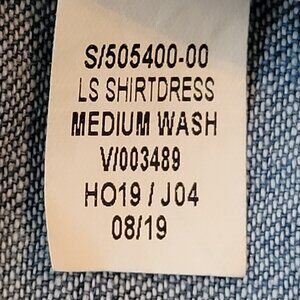 S/505400-00
LS SHIRTDRESS
MEDIUM WASH
V/003489
HO19 / J04
08/19